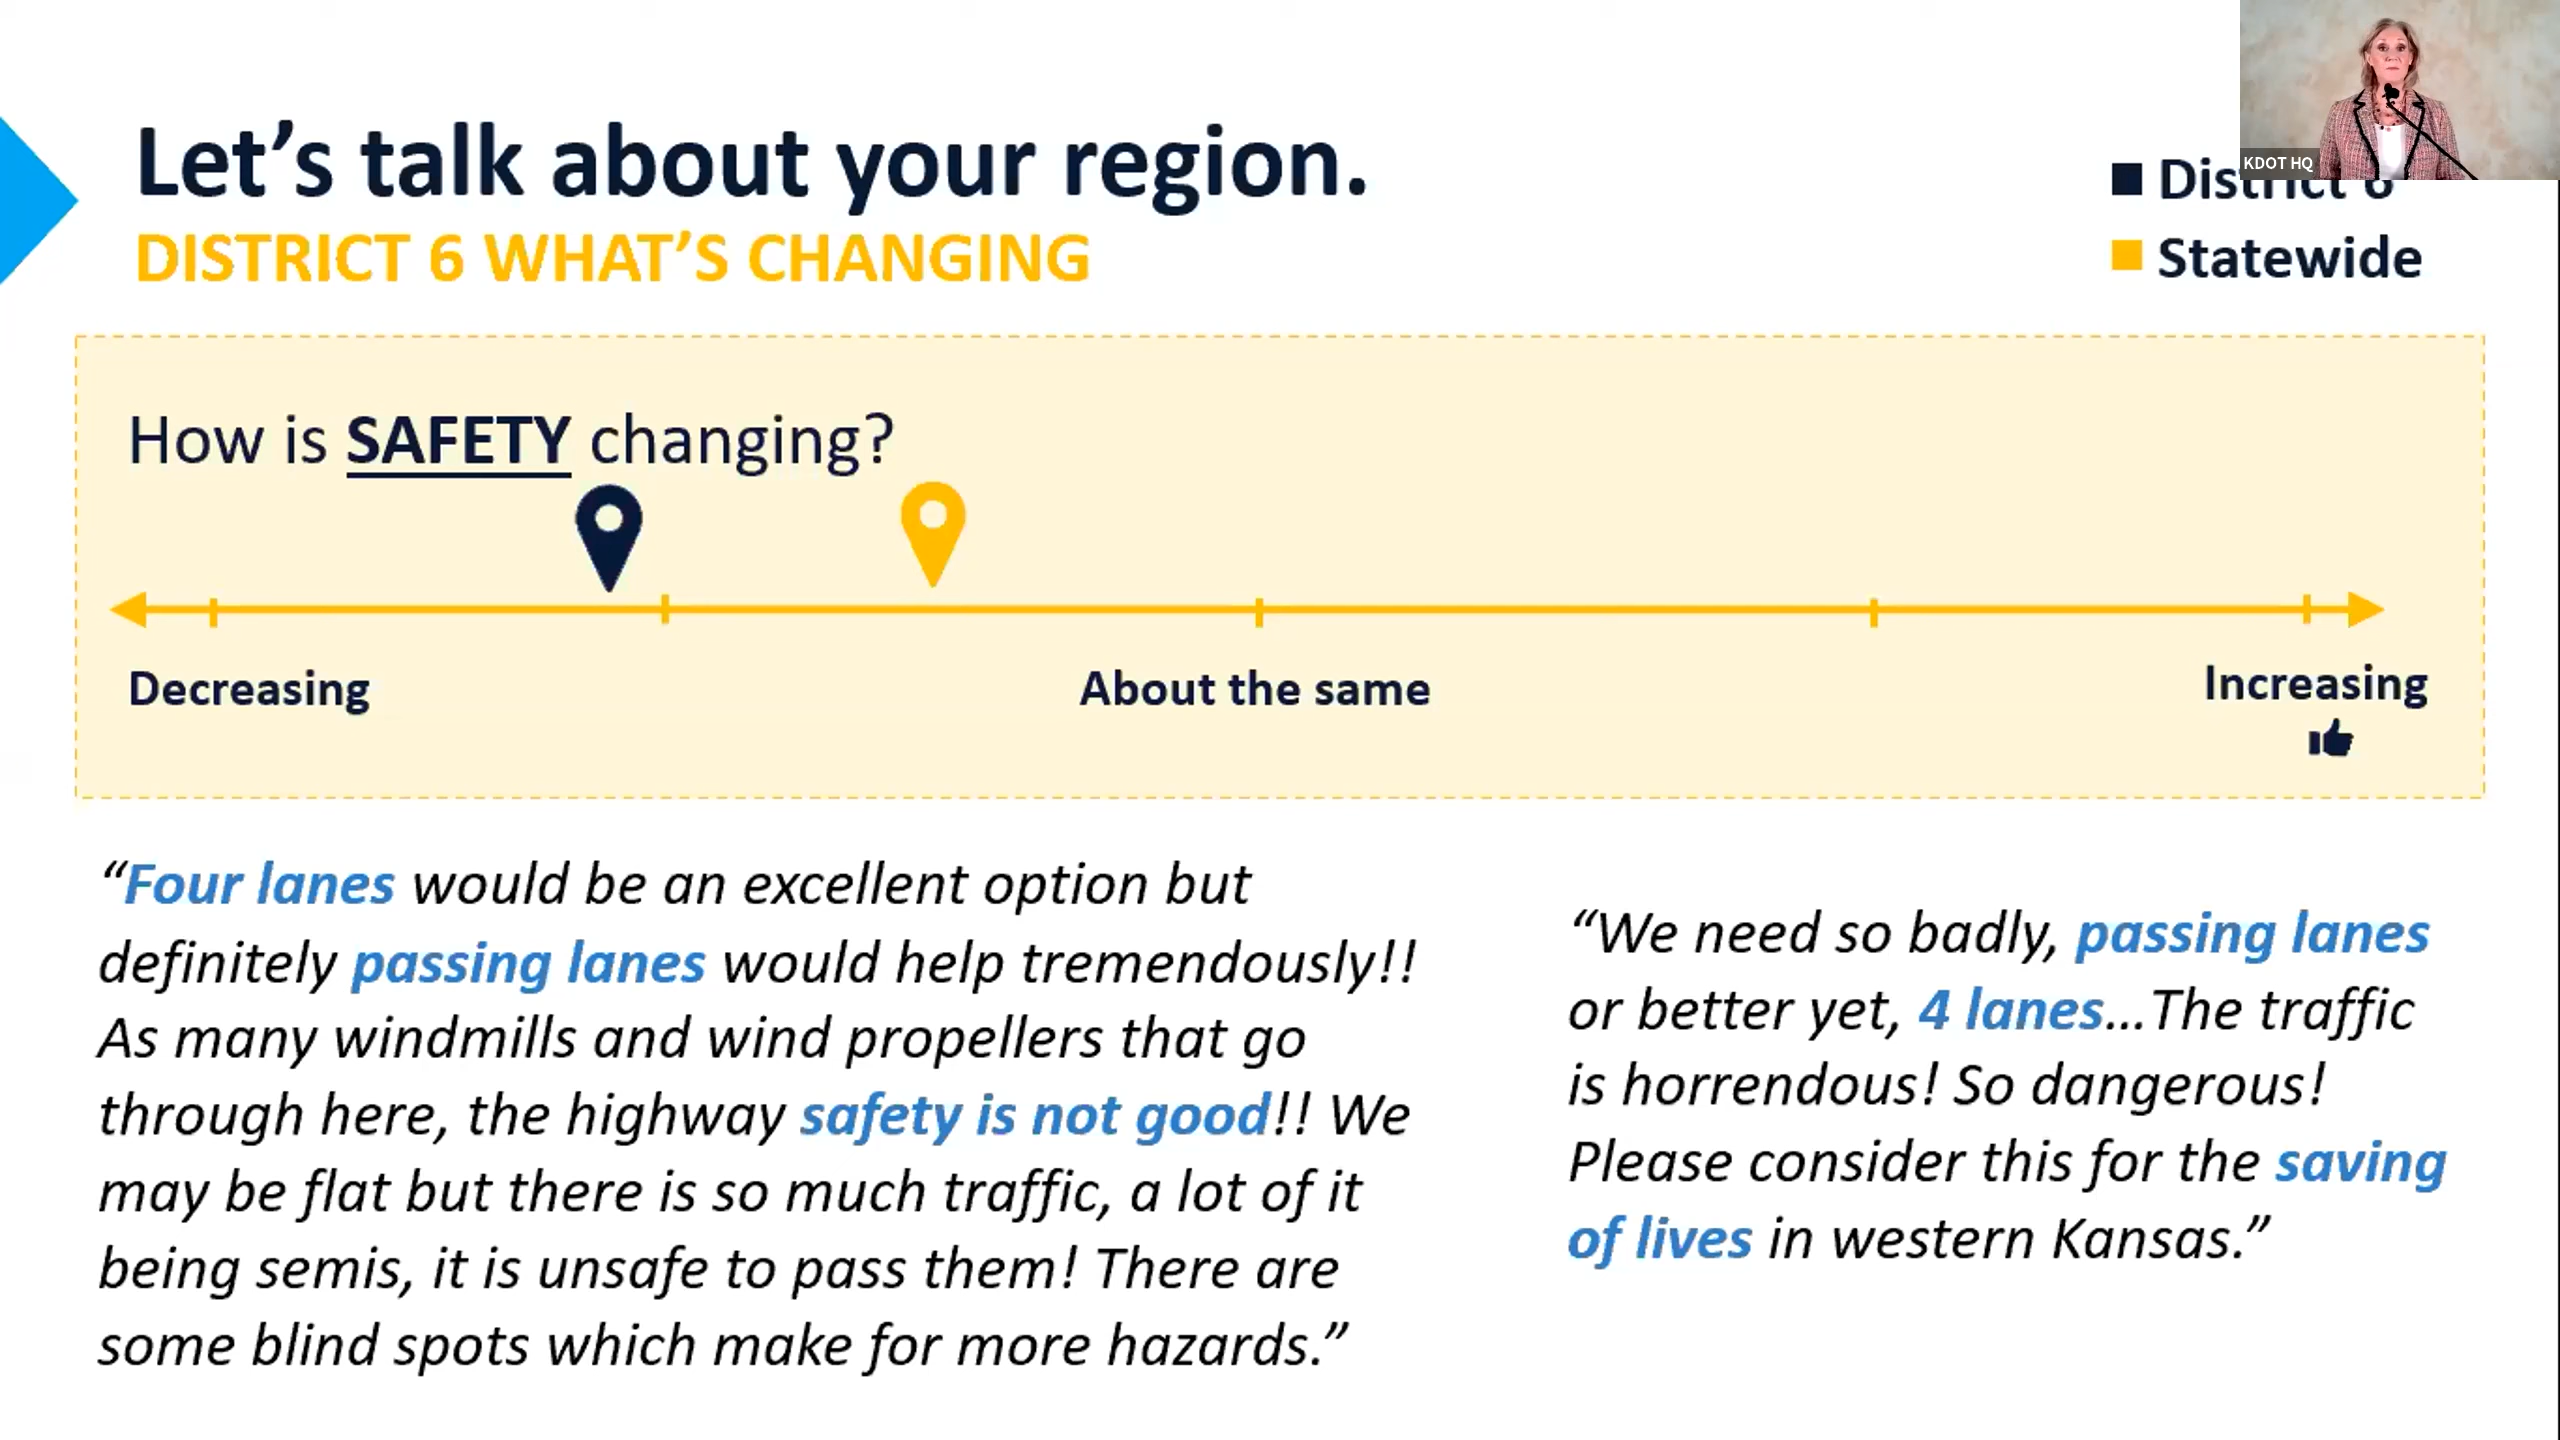 Let’s talk about your region.
DISTRICT 6 WHAT’S CHANGING
KDOT HQ
District 6
Statewide
How is SAFETY changing?
Decreasing
About the same
Increasing
“Four lanes would be an excellent option but
definitely passing lanes would help tremendously!!
As many windmills and wind propellers that go
through here, the highway safety is not good!! We
may be flat but there is so much traffic, a lot of it
being semis, it is unsafe to pass them! There are
some blind spots which make for more hazards.”
“We need so badly, passing lanes
or better yet, 4 lanes…The traffic
is horrendous! So dangerous!
Please consider this for the saving
of lives in western Kansas.”